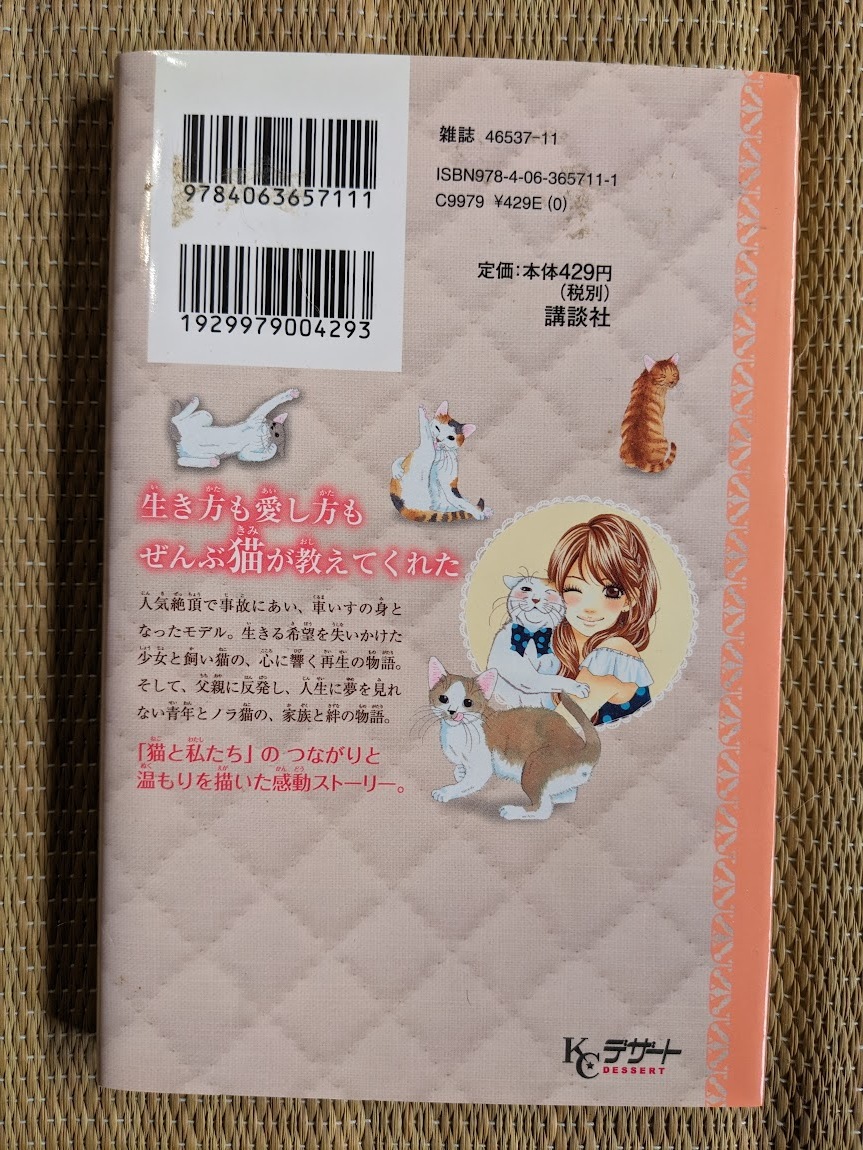 9784063657111
1929979004293
雑誌 46537-11
ISBN978-4-06-365711-1
C9979 ¥429E (0)
定価:本体429円
(税別)
講談社
生き方も愛し方も
ぜんぶ猫が教えてくれた
人気絶頂で事故にあい、車いすの身と
なったモデル。生きる希望を失いかけた
少女と飼い猫の、心に響く再生の物語。
そして、父親に反発し、人生に夢を見れ
ない青年とノラ猫の、家族と絆の物語。
「猫と私たち」のつながりと
温もりを描いた感動ストーリー。
KC デザート
DESSERT